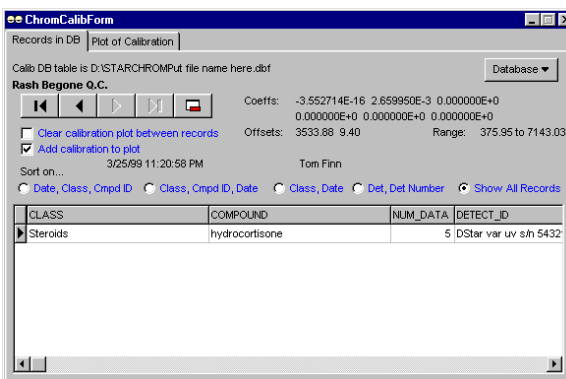 ChromCalibForm
Records in DB Plot of Calibration
Calib DB table is D:\STARCHROMPut file name here.dbf Database
Rash Begone Q.C.
Coeffs: -3.552714E-16 2.659950E-3 0.000000E+0
0.000000E+0 0.000000E+0 0.000000E+0
Clear calibration plot between records Offsets: 3533.88 9.40 Range: 375.95 to 7143.03
Add calibration to plot
3/25/99 11:20:58 PM Tom Finn
Sort on...
Date, Class, Cmpd ID Class, Cmpd ID, Date Class, Date Det, Det Number Show All Records
CLASS COMPOUND NUM_DATA DETECT_ID
Steroids hydrocortisone 5 DStar var uv s/n 5432